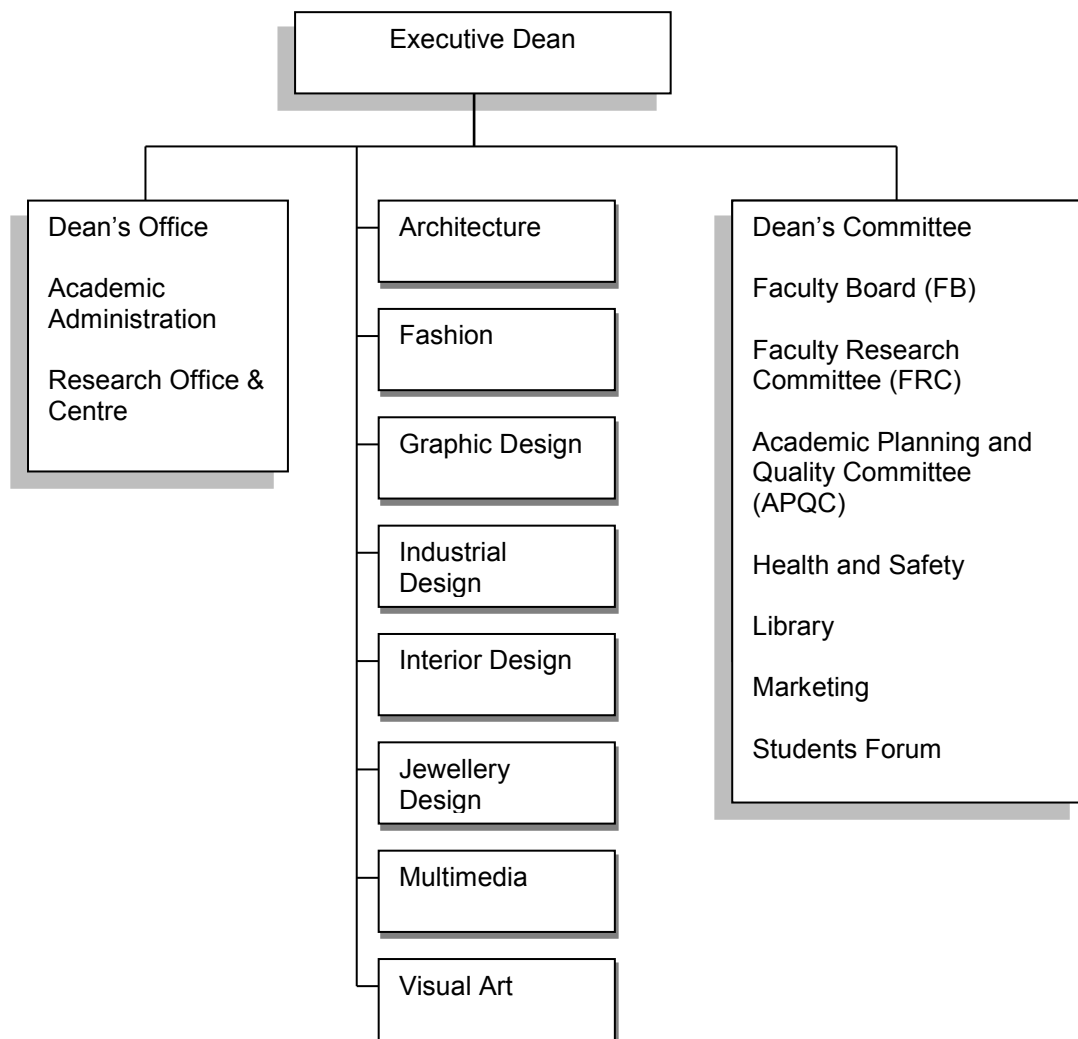 Executive Dean
Dean’s Office
Academic
Administration
Research Office &
Centre
Architecture
Fashion
Graphic Design
Industrial
Design
Interior Design
Jewellery
Design
Multimedia
Visual Art
Dean’s Committee
Faculty Board (FB)
Faculty Research
Committee (FRC)
Academic Planning and
Quality Committee
(APQC)
Health and Safety
Library
Marketing
Students Forum